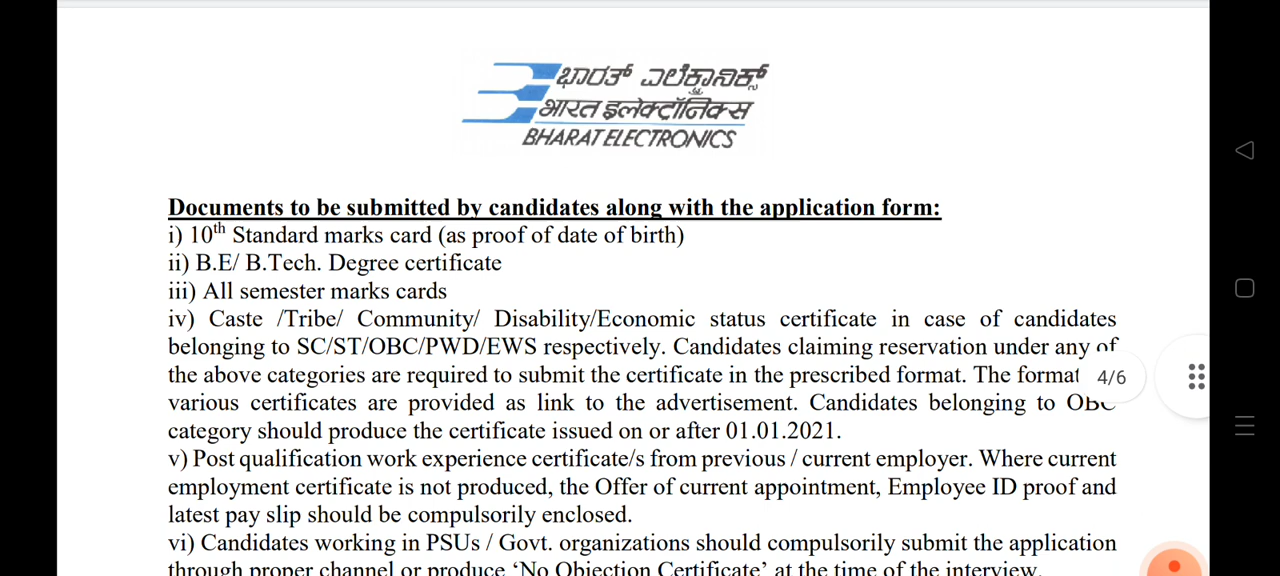 ಭಾರತ್ ಎಲೆಕ್ಟ್ರಾನಿಕ್ಸ್
भारत इलेक्ट्रॉनिक्स
BHARAT ELECTRONICS
Documents to be submitted by candidates along with the application form:
i) 10th Standard marks card (as proof of date of birth)
ii) B.E/ B.Tech. Degree certificate
iii) All semester marks cards
iv) Caste /Tribe/ Community/ Disability/Economic status certificate in case of candidates
belonging to SC/ST/OBC/PWD/EWS respectively. Candidates claiming reservation under any of
the above categories are required to submit the certificate in the prescribed format. The format
4/6
various certificates are provided as link to the advertisement. Candidates belonging to OBC
category should produce the certificate issued on or after 01.01.2021.
v) Post qualification work experience certificate/s from previous / current employer. Where current
employment certificate is not produced, the Offer of current appointment, Employee ID proof and
latest pay slip should be compulsorily enclosed.
vi) Candidates working in PSUs / Govt. organizations should compulsorily submit the application
through proper channel or produce ‘No Objection Certificate’ at the time of the interview.